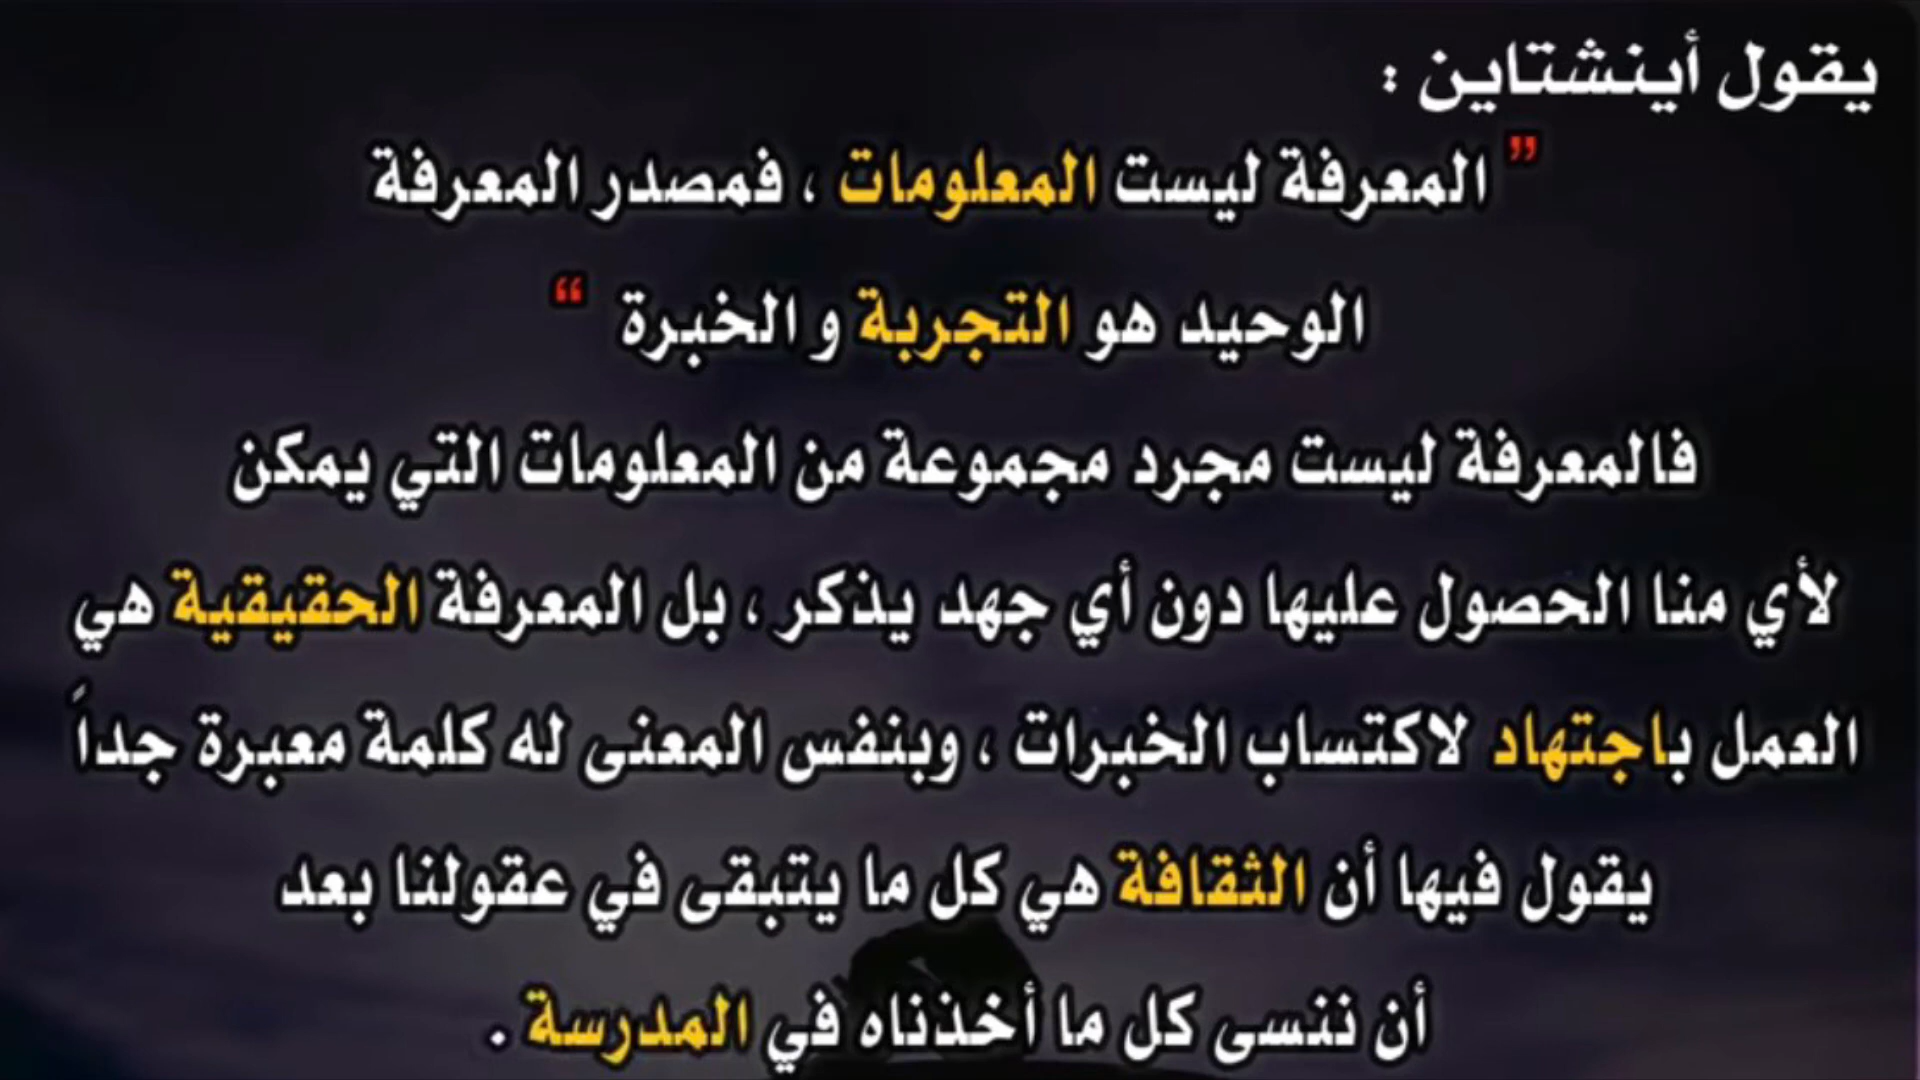 يقول أينشتاين :
” المعرفة ليست المعلومات ، فمصدر المعرفة
الوحيد هو التجربة و الخبرة “
فالمعرفة ليست مجرد مجموعة من المعلومات التي يمكن
لأي منا الحصول عليها دون أي جهد يذكر ، بل المعرفة الحقيقية هي
العمل باجتهاد لاكتساب الخبرات ، وبنفس المعنى له كلمة معبرة جداً
يقول فيها أن الثقافة هي كل ما يتبقى في عقولنا بعد
أن ننسى كل ما أخذناه في المدرسة .